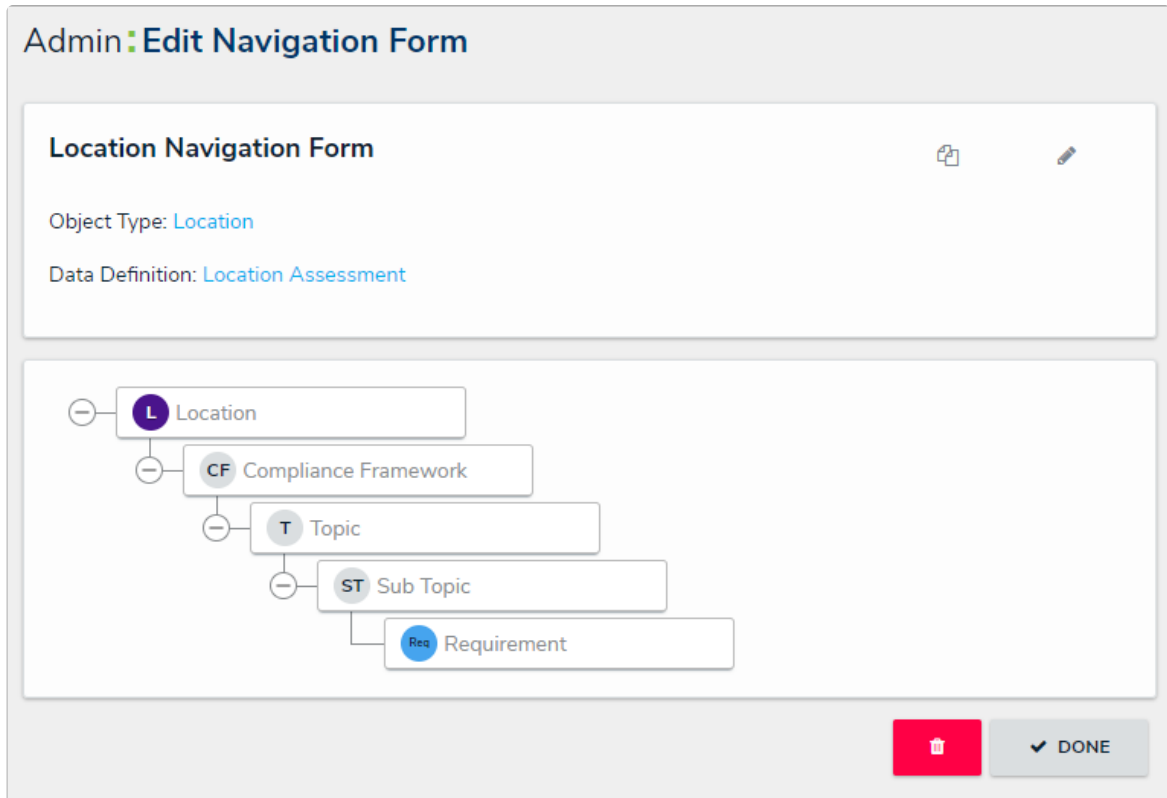 Admin:Edit Navigation Form
Location Navigation Form
Object Type: Location
Data Definition: Location Assessment
L Location
CF Compliance Framework
T Topic
ST Sub Topic
Req Requirement
DONE